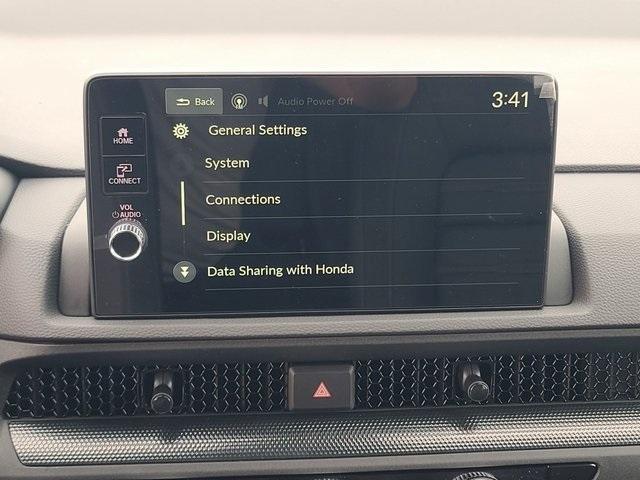 Back
Audio Power Off
3:41
General Settings
HOME
System
CONNECT
Connections
VOL
AUDIO
Display
Data Sharing with Honda